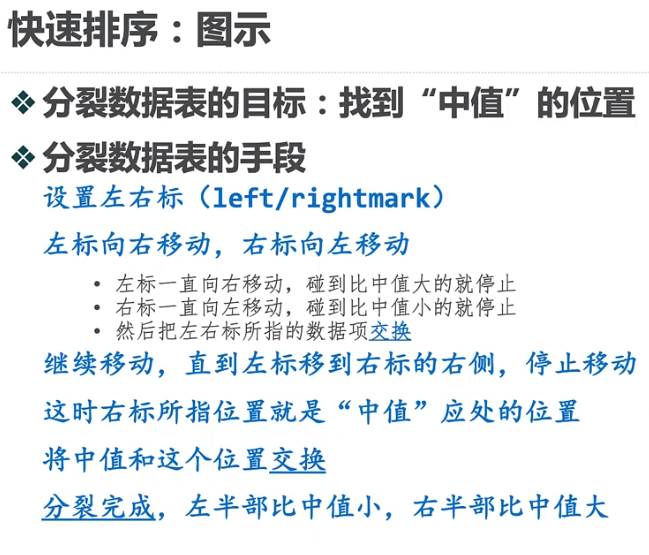 快速排序：图示
❖ 分裂数据表的目标：找到“中值”的位置
❖ 分裂数据表的手段
设置左右标（left/rightmark）
左标向右移动，右标向左移动
• 左标一直向右移动，碰到比中值大的就停止
• 右标一直向左移动，碰到比中值小的就停止
• 然后把左右标所指的数据项交换
继续移动，直到左标移到右标的右侧，停止移动
这时右标所指位置就是“中值”应处的位置
将中值和这个位置交换
分裂完成，左半部比中值小，右半部比中值大